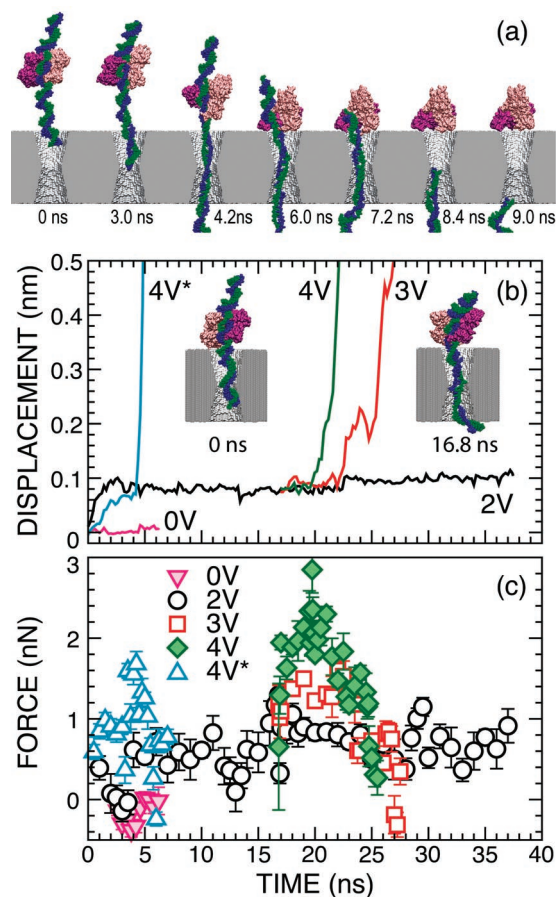 (a)
0 ns 3.0 ns 4.2ns 6.0 ns 7.2 ns 8.4 ns 9.0 ns
0.5
4V* 4V 3V (b)
0.4
0.3
0.2
0 ns 16.8 ns
0.1
0V 2V
0
DISPLACEMENT (nm)
3
0V (c)
2V
2
3V
4V
4V*
1
0
FORCE (nN)
0 5 10 15 20 25 30 35 40
TIME (ns)